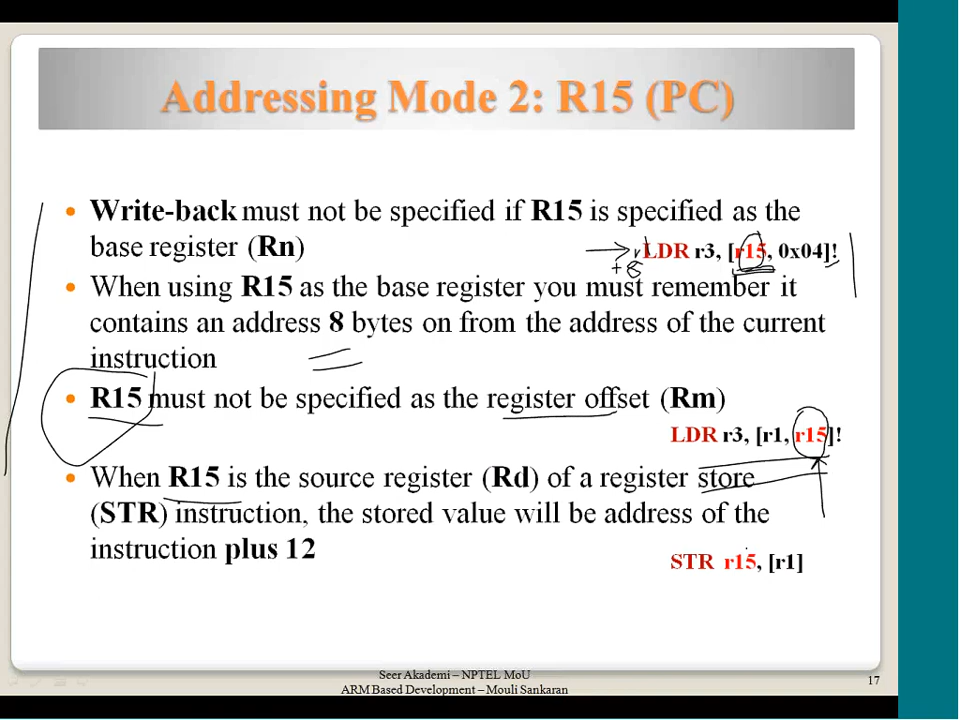 Addressing Mode 2: R15 (PC)
• Write-back must not be specified if R15 is specified as the
base register (Rn)
LDR r3, [r15, 0x04]!
+8
• When using R15 as the base register you must remember it
contains an address 8 bytes on from the address of the current
instruction
• R15 must not be specified as the register offset (Rm)
LDR r3, [r1, r15]!
• When R15 is the source register (Rd) of a register store
(STR) instruction, the stored value will be address of the
instruction plus 12
STR r15, [r1]
Seer Akademi – NPTEL MoU
ARM Based Development – Mouli Sankaran
17